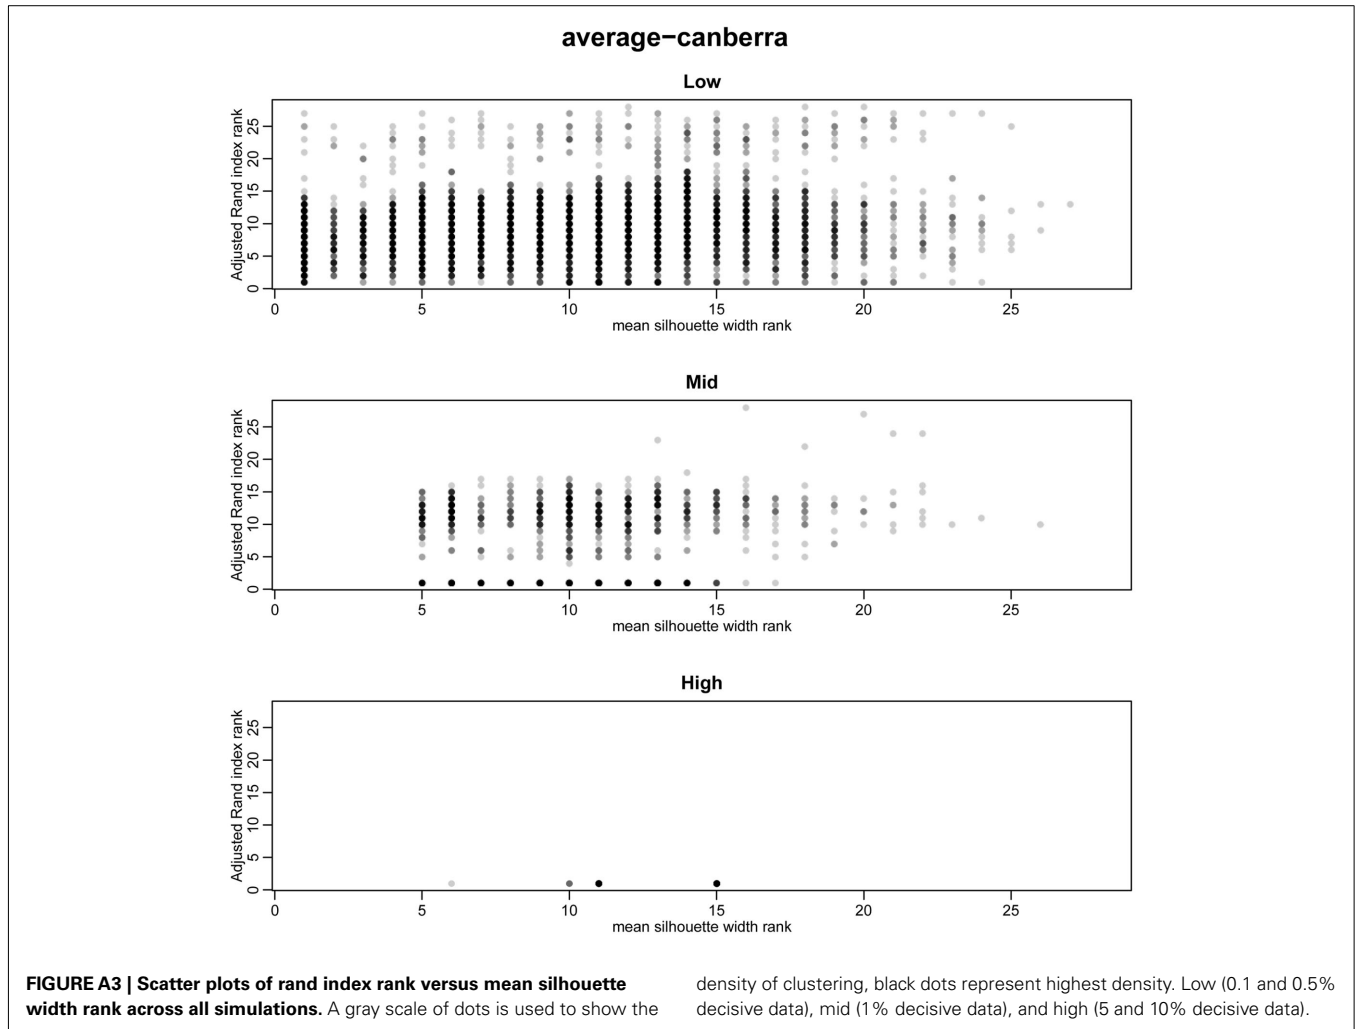 average−canberra
Low
Adjusted Rand index rank
0 5 10 15 20 25
0 5 10 15 20 25
mean silhouette width rank
Mid
Adjusted Rand index rank
0 5 10 15 20 25
0 5 10 15 20 25
mean silhouette width rank
High
Adjusted Rand index rank
0 5 10 15 20 25
0 5 10 15 20 25
mean silhouette width rank
FIGURE A3 | Scatter plots of rand index rank versus mean silhouette
width rank across all simulations. A gray scale of dots is used to show the
density of clustering, black dots represent highest density. Low (0.1 and 0.5%
decisive data), mid (1% decisive data), and high (5 and 10% decisive data).